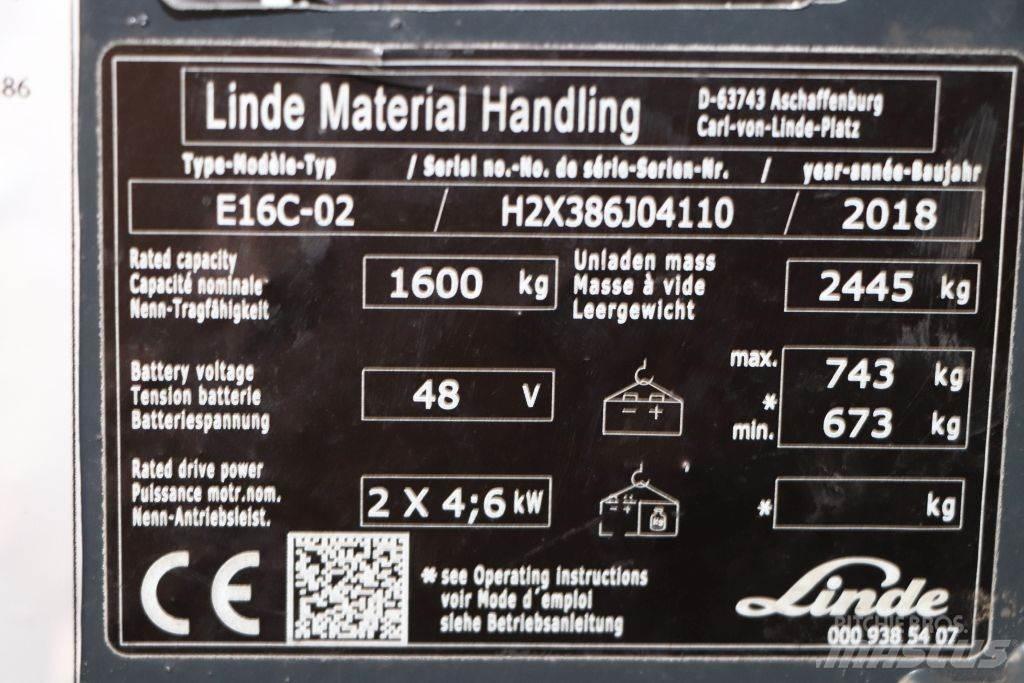 86
Linde Material Handling
D-63743 Aschaffenburg
Carl-von-Linde-Platz
Type-Modèle-Typ / Serial no.-No. de série-Serien-Nr. / year-année-Baujahr
E16C-02 / H2X386J04110 / 2018
Rated capacity
Capacité nominale
Nenn-Tragfähigkeit
1600 kg
Unladen mass
Masse à vide
Leergewicht
2445 kg
Battery voltage
Tension batterie
Batteriespannung
48 V
- +
max. 743 kg
*
min. 673 kg
Rated drive power
Puissance motr.nom.
Nenn-Antriebsleist.
2 X 4;6 kW
- +
kg
* kg
CE
* see Operating instructions
voir Mode d'emploi
siehe Betriebsanleitung
Linde
000 938 54 07
RITCHIE BROS.
MASCUS